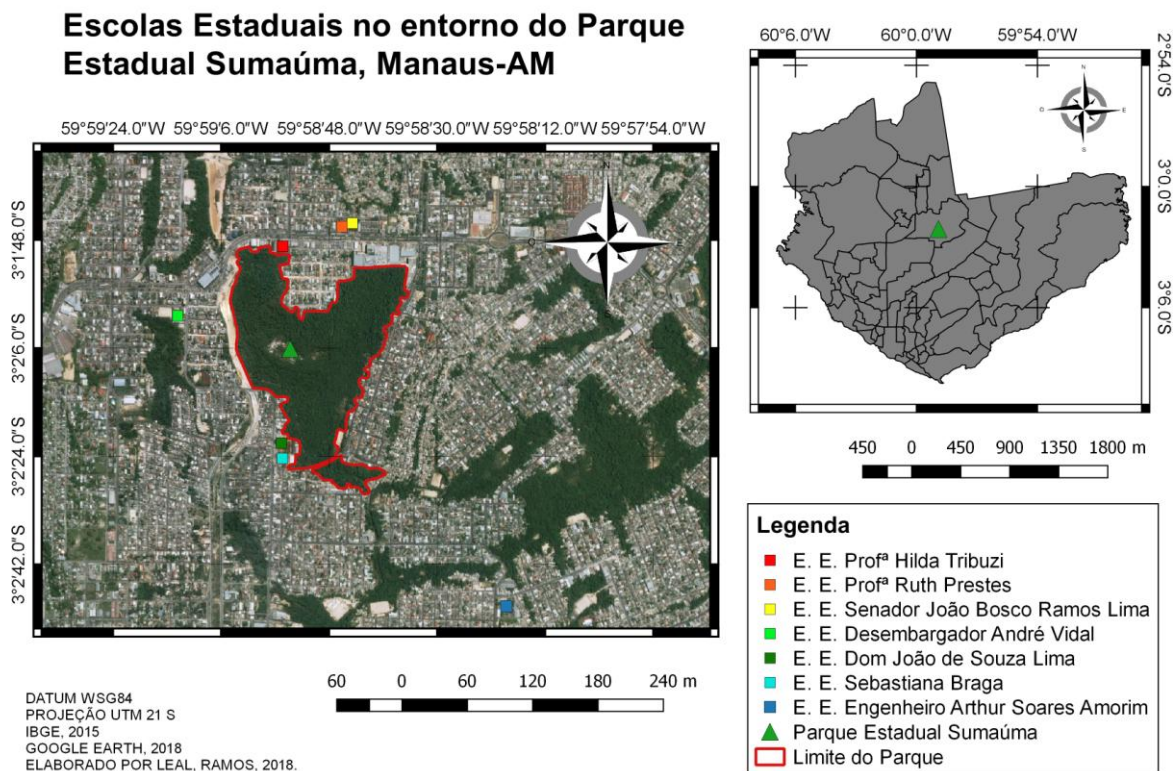 Escolas Estaduais no entorno do Parque
Estadual Sumaúma, Manaus-AM
59°59'24.0"W 59°59'6.0"W 59°58'48.0"W 59°58'30.0"W 59°58'12.0"W 59°57'54.0"W
3°1'48.0"S
3°2'6.0"S
3°2'24.0"S
3°2'42.0"S
60 0 60 120 180 240 m
DATUM WSG84
PROJEÇÃO UTM 21 S
IBGE, 2015
GOOGLE EARTH, 2018
ELABORADO POR LEAL, RAMOS, 2018.
60°6.0'W 60°0.0'W 59°54.0'W
2°54.0'S
3°0.0'S
3°6.0'S
N
O E
S
450 0 450 900 1350 1800 m
Legenda
E. E. Profª Hilda Tribuzi
E. E. Profª Ruth Prestes
E. E. Senador João Bosco Ramos Lima
E. E. Desembargador André Vidal
E. E. Dom João de Souza Lima
E. E. Sebastiana Braga
E. E. Engenheiro Arthur Soares Amorim
Parque Estadual Sumaúma
Limite do Parque